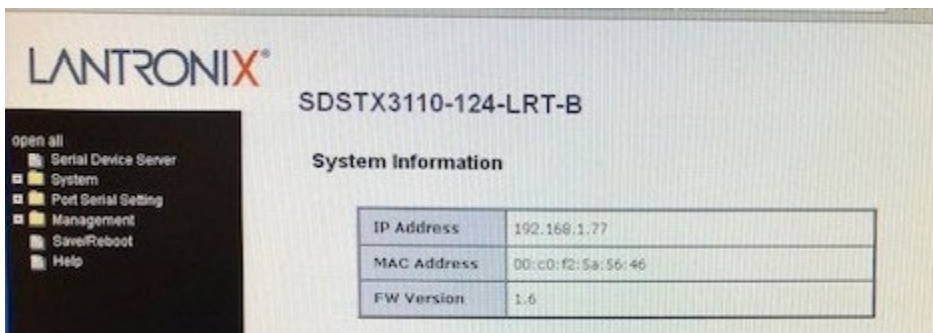 LANTRONIX®
SDSTX3110-124-LRT-B
open all
Serial Device Server
System
Port Serial Setting
Management
Save/Reboot
Help
System Information
IP Address 192.168.1.77
MAC Address 00:c0:f2:5a:56:46
FW Version 1.6